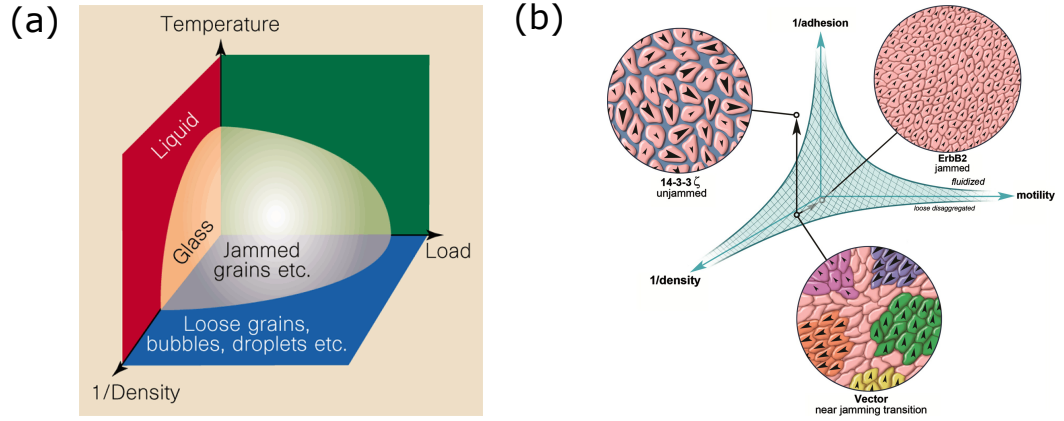 (a)
Temperature
Liquid
Glass
Jammed
grains etc.
Load
Loose grains,
bubbles, droplets etc.
1/Density
(b)
1/adhesion
14-3-3 ζ
unjammed
ErbB2
jammed
fluidized
motility
loose disaggregated
1/density
Vector
near jamming transition